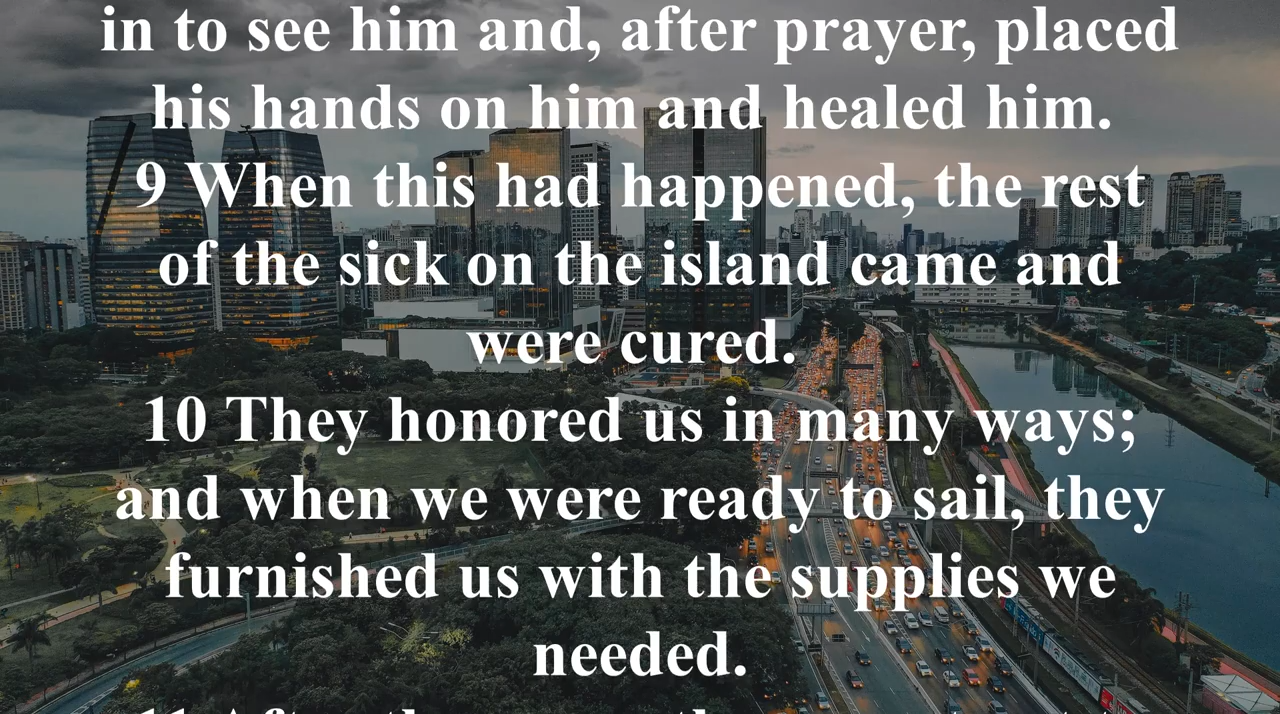 in to see him and, after prayer, placed
his hands on him and healed him.
9 When this had happened, the rest
of the sick on the island came and
were cured.
10 They honored us in many ways;
and when we were ready to sail, they
furnished us with the supplies we
needed.